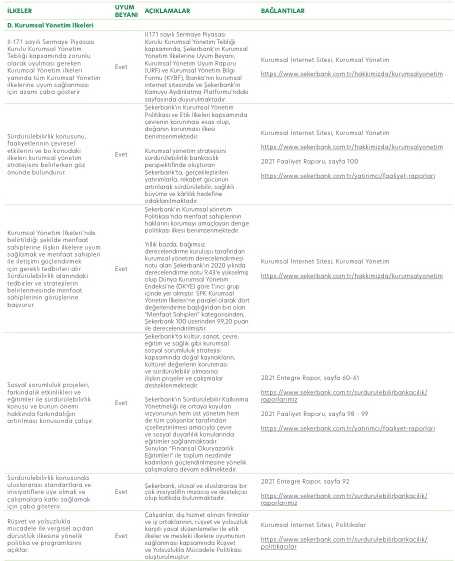 İLKELER
UYUM
BEYANI
AÇIKLAMALAR
BAĞLANTILAR
D. Kurumsal Yönetim İlkeleri
II-17.1 sayılı Sermaye Piyasası
Kurulu Kurumsal Yönetim
Tebliği kapsamında zorunlu
olarak uyulması gereken
Kurumsal Yönetim ilkeleri
yanında tüm Kurumsal Yönetim
ilkelerine uyum sağlanması
için azami çaba gösterir.
Evet
II.17.1 sayılı Sermaye Piyasası
Kurulu Kurumsal Yönetim Tebliği
kapsamında, Şekerbank'ın Kurumsal
Yönetim İlkelerine Uyum Beyanı,
Kurumsal Yönetim Uyum Raporu
(URF) ve Kurumsal Yönetim Bilgi
Formu (KYBF), Banka'nın kurumsal
internet sitesinde ve Şekerbank'ın
Kamuyu Aydınlatma Platformu'ndaki
sayfasında duyurulmaktadır.
Kurumsal İnternet Sitesi, Kurumsal Yönetim
https://www.sekerbank.com.tr/hakkimizda/kurumsalyonetim
Sürdürülebilirlik konusunu,
faaliyetlerinin çevresel
etkilerini ve bu konudaki
ilkeleri kurumsal yönetim
stratejisini belirlerken göz
önünde bulundurur.
Evet
Şekerbank'ın Kurumsal Yönetim
Politikası ve Etik İlkeleri kapsamında
çevrenin korunması esas olup,
doğanın korunması ilkesi
benimsenmektedir.
Kurumsal yönetim stratejisini
sürdürülebilirlik bankacılık
perspektifinde oluşturan
Şekerbank'ta, gerçekleştirilen
yatırımlarla, rekabet gücünün
artırılarak sürdürülebilir, sağlıklı
büyüme ve kârlılık hedefine
odaklanılmaktadır.
Kurumsal İnternet Sitesi, Kurumsal Yönetim
https://www.sekerbank.com.tr/hakkimizda/kurumsalyonetim
2021 Faaliyet Raporu, sayfa 100
https://www.sekerbank.com.tr/yatirimci/faaliyet-raporlari
Kurumsal Yönetim İlkeleri'nde
belirtildiği şekilde menfaat
sahiplerine ilişkin ilkelere uyum
sağlamak ve menfaat sahipleri
ile iletişimi güçlendirmek
için gerekli tedbirleri alır.
Sürdürülebilirlik alanındaki
tedbirler ve stratejilerin
belirlenmesinde menfaat
sahiplerinin görüşlerine
başvurur.
Evet
Şekerbank'ın Kurumsal yönetim
Politikası'nda menfaat sahiplerinin
haklarını korumayı amaçlayan denge
politikası ilkesi benimsenmektedir.
Yıllık bazda, bağımsız
derecelendirme kuruluşu tarafından
kurumsal yönetim derecelendirmesi
notu alan Şekerbank'ın 2020 yılında
derecelendirme notu 9,43'e yükselmiş
olup Dünya Kurumsal Yönetim
Endeksi'ne (DKYE) göre 1'inci grup
içinde yer almıştır. SPK Kurumsal
Yönetim İlkeleri'ne paralel olarak dört
değerlendirme başlığından biri olan
"Menfaat Sahipleri" kategorisinden,
Şekerbank 100 üzerinden 99,20 puan
ile derecelendirilmiştir.
Kurumsal İnternet Sitesi, Kurumsal Yönetim
https://www.sekerbank.com.tr/hakkimizda/kurumsalyonetim
Sosyal sorumluluk projeleri,
farkındalık etkinlikleri ve
eğitimler ile sürdürülebilirlik
konusu ve bunun önemi
hakkında farkındalığın
artırılması konusunda çalışır.
Evet
Şekerbank'ta kültür, sanat, çevre,
eğitim ve sağlık gibi kurumsal
sosyal sorumluluk stratejisi
kapsamında doğal kaynakların,
kültürel değerlerin korunması
ve sürdürülebilir olmasına
ilişkin projeler ve çalışmalar
desteklenmektedir.
Şekerbank'ın Sürdürülebilir Kalkınma
Yönetmeliği ile ortaya koyulan
vizyonunun hem üst yönetim hem
de tüm çalışanlar tarafından
içselleştirilmesi amacıyla çevre
ve sosyal duyarlılık konularında
eğitimler sağlanmaktadır.
Sunulan "Finansal Okuryazarlık
Eğitimleri" ile toplum nezdinde
kadınların güçlendirilmesine yönelik
çalışmalara devam edilmektedir.
2021 Entegre Rapor, sayfa 60-61
https://www.sekerbank.com.tr/surdurulebilirbankacilik/
raporlarimiz
2021 Faaliyet Raporu, sayfa 98 - 99
https://www.sekerbank.com.tr/yatirimci/faaliyet-raporlari
Sürdürülebilirlik konusunda
uluslararası standartlara ve
inisiyatiflere üye olmak ve
çalışmalara katkı sağlamak
için çaba gösterir.
Evet
Şekerbank, ulusal ve uluslararası bir
çok inisiyatifin imzacısı ve destekçisi
olup katkıda bulunmaktadır.
2021 Entegre Rapor, sayfa 92
https://www.sekerbank.com.tr/surdurulebilirbankacilik/
raporlarimiz
Rüşvet ve yolsuzlukla
mücadele ile vergisel açıdan
dürüstlük ilkesine yönelik
politika ve programlarını
açıklar.
Evet
Çalışanlar, dış hizmet alınan firmalar
ve iş ortaklarının, rüşvet ve yolsuzluk
karşıtı yasal düzenlemeler ile etik
ilkeler ve mesleki ilkelere uyumunun
sağlanması kapsamında Rüşvet
ve Yolsuzlukla Mücadele Politikası
oluşturulmuştur.
Kurumsal İnternet Sitesi, Politikalar
https://www.sekerbank.com.tr/surdurulebilirbankacilik/
politikacilar